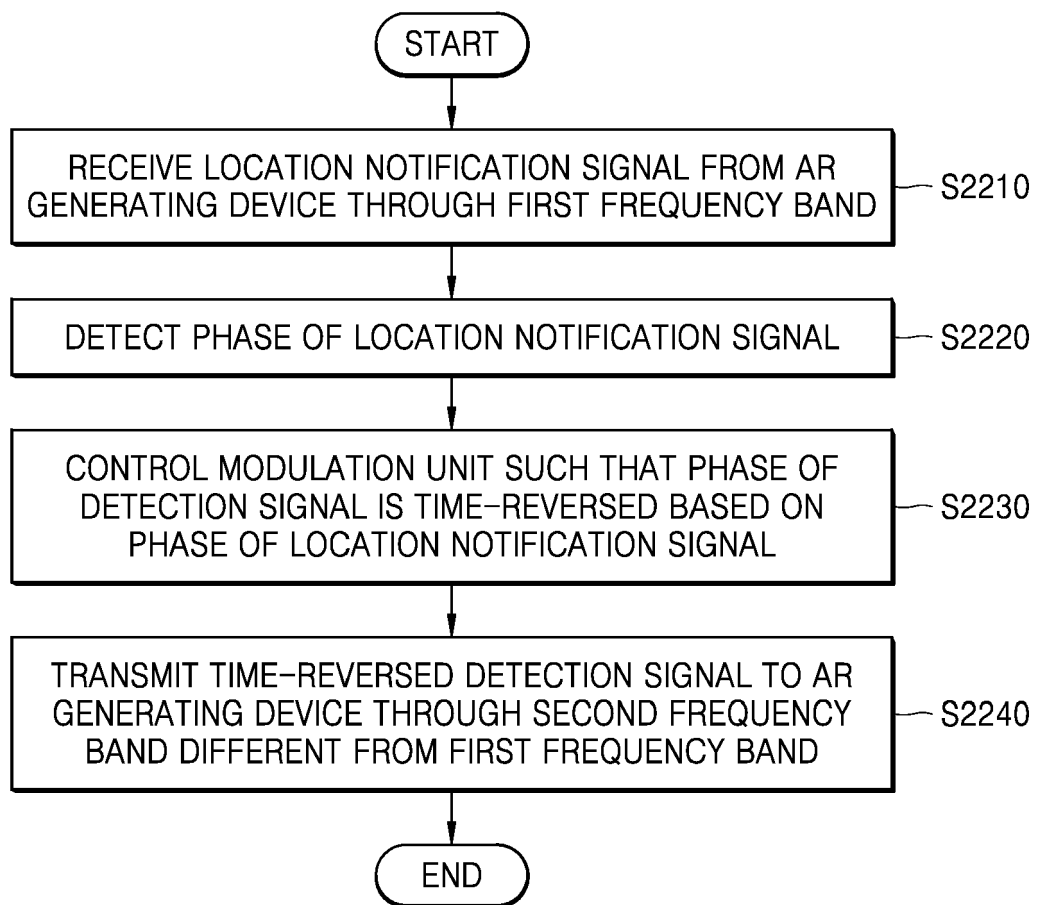 START
RECEIVE LOCATION NOTIFICATION SIGNAL FROM AR
GENERATING DEVICE THROUGH FIRST FREQUENCY BAND
S2210
DETECT PHASE OF LOCATION NOTIFICATION SIGNAL
S2220
CONTROL MODULATION UNIT SUCH THAT PHASE OF
DETECTION SIGNAL IS TIME-REVERSED BASED ON
PHASE OF LOCATION NOTIFICATION SIGNAL
S2230
TRANSMIT TIME-REVERSED DETECTION SIGNAL TO AR
GENERATING DEVICE THROUGH SECOND FREQUENCY
BAND DIFFERENT FROM FIRST FREQUENCY BAND
S2240
END